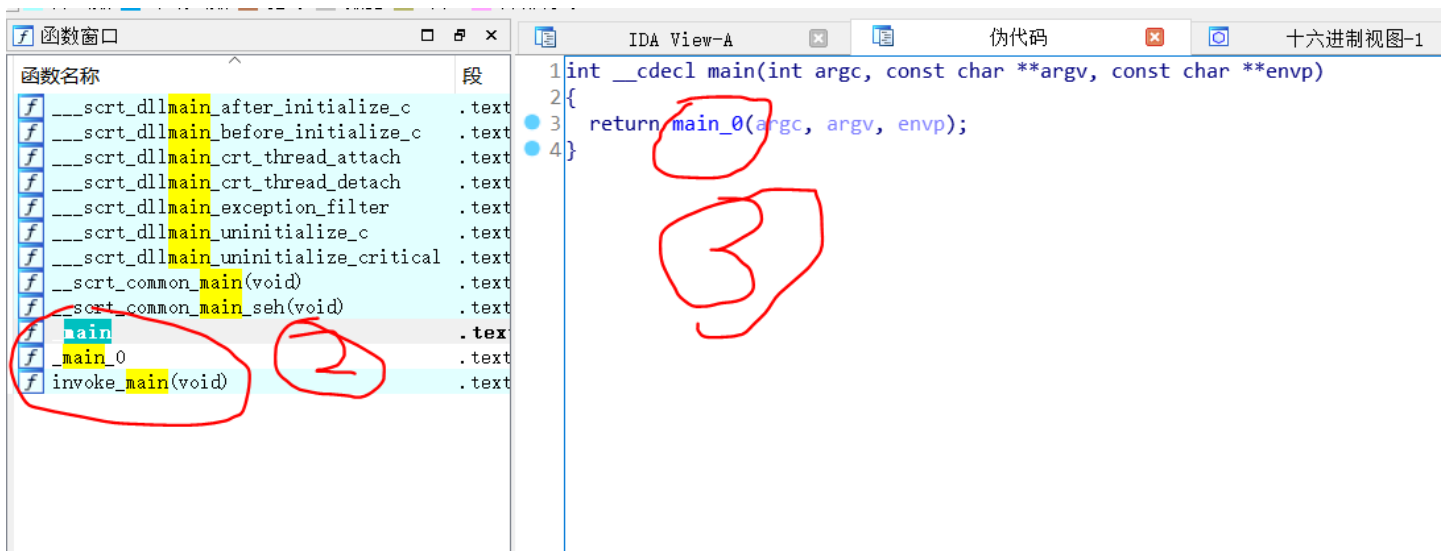 函数窗口
IDA View-A
伪代码
十六进制视图-1
函数名称
段
___scrt_dllmain_after_initialize_c .text
___scrt_dllmain_before_initialize_c .text
___scrt_dllmain_crt_thread_attach .text
___scrt_dllmain_crt_thread_detach .text
___scrt_dllmain_exception_filter .text
___scrt_dllmain_uninitialize_c .text
___scrt_dllmain_uninitialize_critical .text
__scrt_common_main(void) .text
__scrt_common_main_seh(void) .text
_main .tex
_main_0 .text
invoke_main(void) .text
2
1 int __cdecl main(int argc, const char **argv, const char **envp)
2 {
3 return main_0(argc, argv, envp);
4 }
3